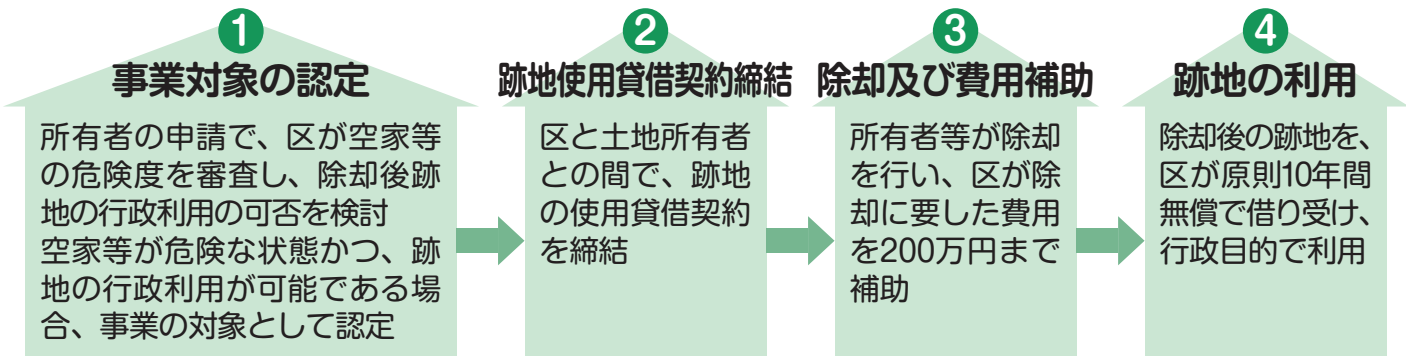 1
事業対象の認定
所有者の申請で、区が空家等
の危険度を審査し、除却後跡
地の行政利用の可否を検討
空家等が危険な状態かつ、跡
地の行政利用が可能である場
合、事業の対象として認定
2
跡地使用貸借契約締結
区と土地所有者
との間で、跡地
の使用貸借契約
を締結
3
除却及び費用補助
所有者等が除却
を行い、区が除
却に要した費用
を200万円まで
補助
4
跡地の利用
除却後の跡地を、
区が原則10年間
無償で借り受け、
行政目的で利用